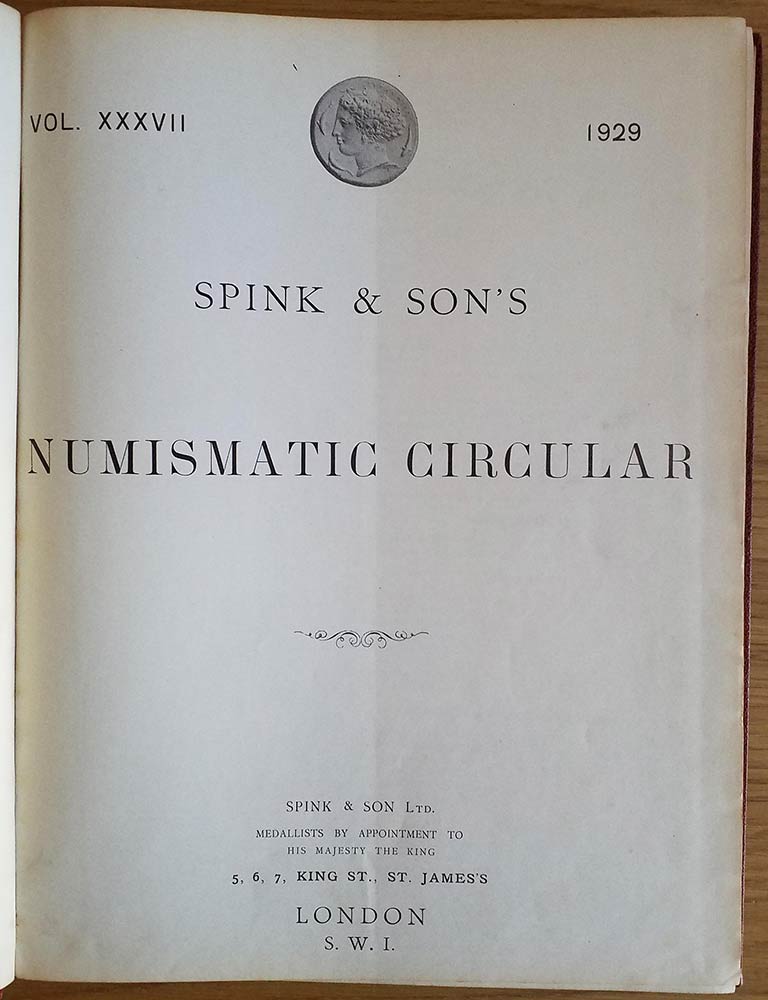 VOL. XXXVII
1929
SPINK & SON'S
NUMISMATIC CIRCULAR
SPINK & SON LTD.
MEDALLISTS BY APPOINTMENT TO
HIS MAJESTY THE KING
5, 6, 7, KING ST., ST. JAMES'S
LONDON
S. W. I.